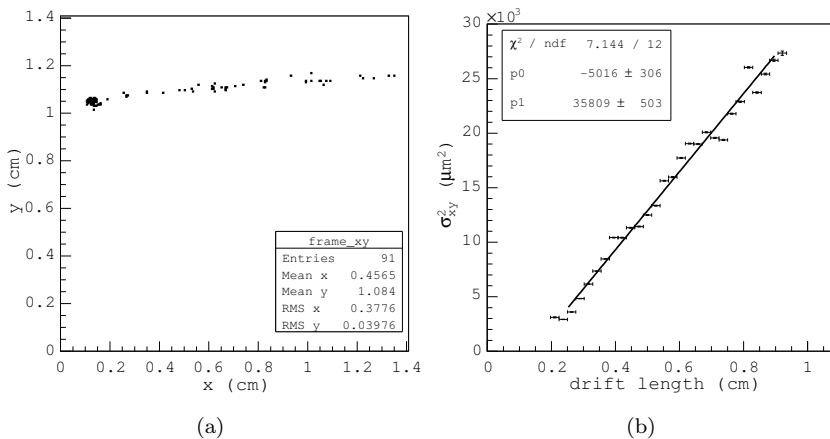 y (cm)
1.4
1.2
1
0.8
0.6
0.4
0.2
0
frame_xy
Entries 91
Mean x 0.4565
Mean y 1.084
RMS x 0.3776
RMS y 0.03976
0 0.2 0.4 0.6 0.8 1 1.2 1.4
x (cm)
(a)
×10³
σ²xy (μm²)
30
25
20
15
10
5
0
χ² / ndf 7.144 / 12
p0 −5016 ± 306
p1 35809 ± 503
0 0.2 0.4 0.6 0.8 1
drift length (cm)
(b)